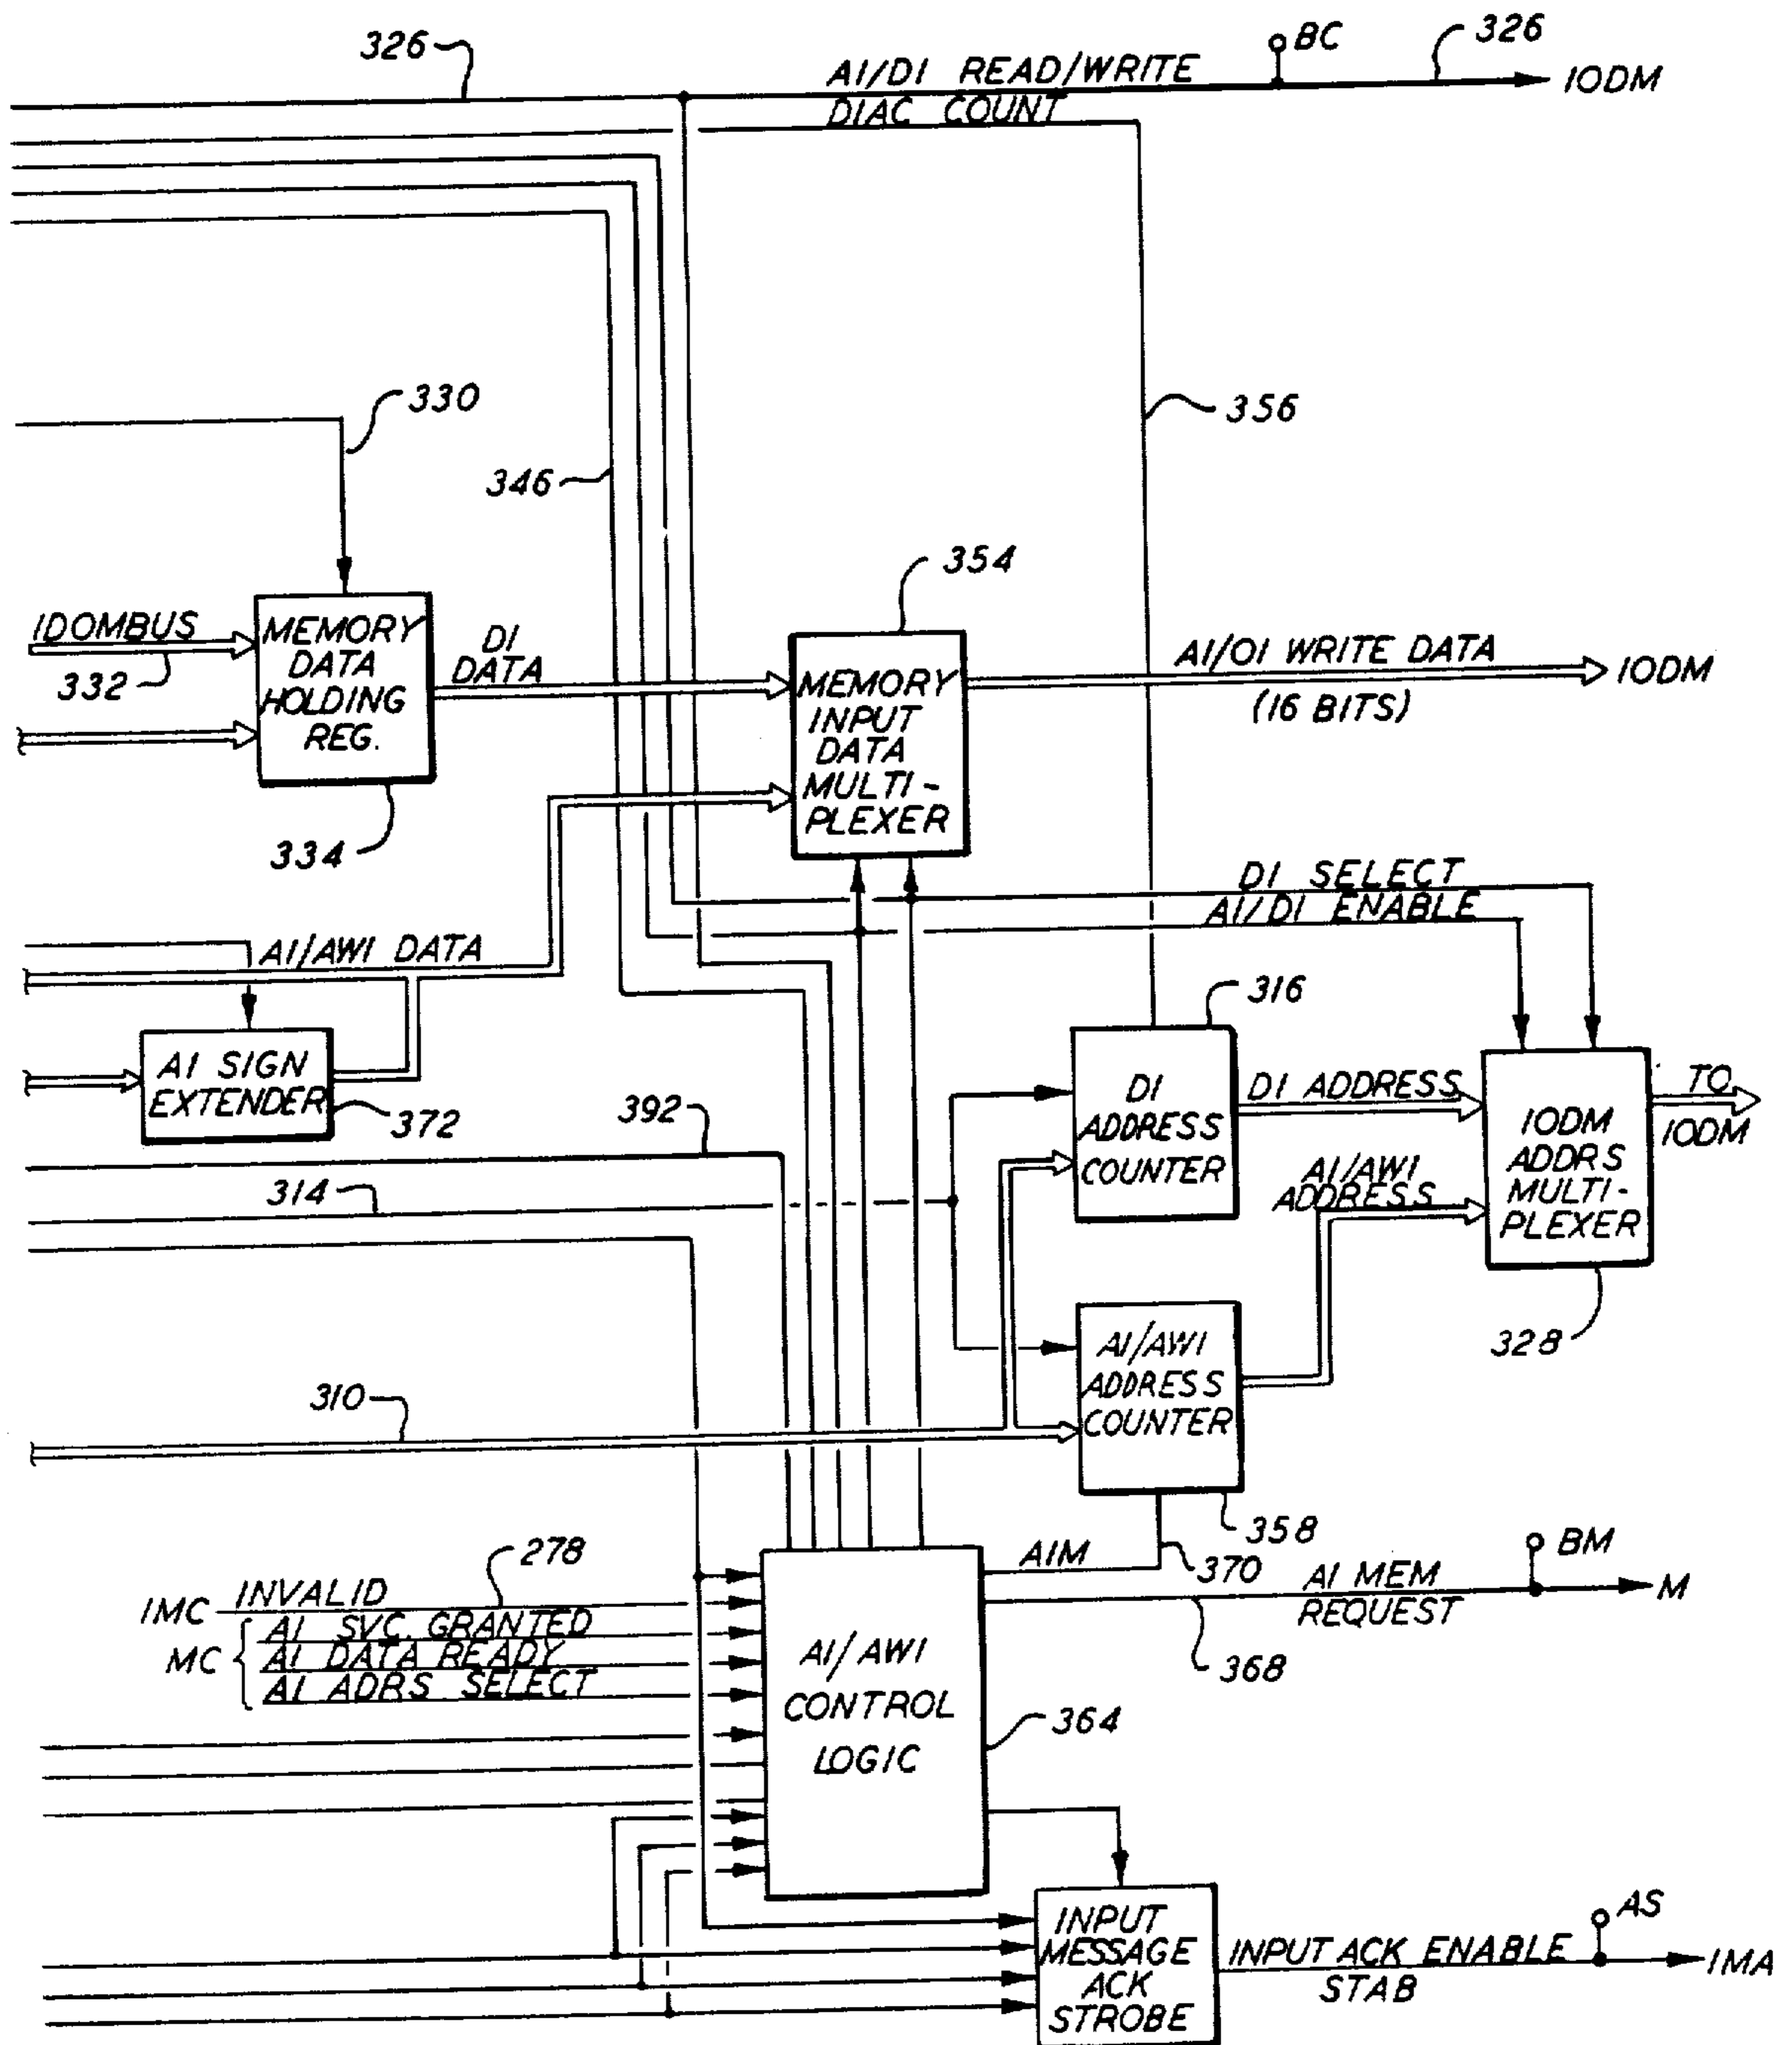 326
AI/DI READ/WRITE
BC
326
IODM
DIAC COUNT
330
356
346
354
IDOMBUS
332
MEMORY
DATA
HOLDING
REG.
DI
DATA
334
MEMORY
INPUT
DATA
MULTI-
PLEXER
AI/OI WRITE DATA
(16 BITS)
IODM
DI SELECT
AI/DI ENABLE
AI/AWI DATA
AI SIGN
EXTENDER
372
316
DI
ADDRESS
COUNTER
DI ADDRESS
AI/AWI
ADDRESS
IODM
ADDRS
MULTI-
PLEXER
TO
IODM
328
392
314
310
AI/AWI
ADDRESS
COUNTER
358
AIM
370
AI MEM
REQUEST
BM
M
368
278
IMC
INVALID
MC
AI SVC. GRANTED
AI DATA READY
AI ADRS SELECT
AI/AWI
CONTROL
LOGIC
364
INPUT
MESSAGE
ACK
STROBE
INPUT ACK ENABLE
STAB
AS
IMA